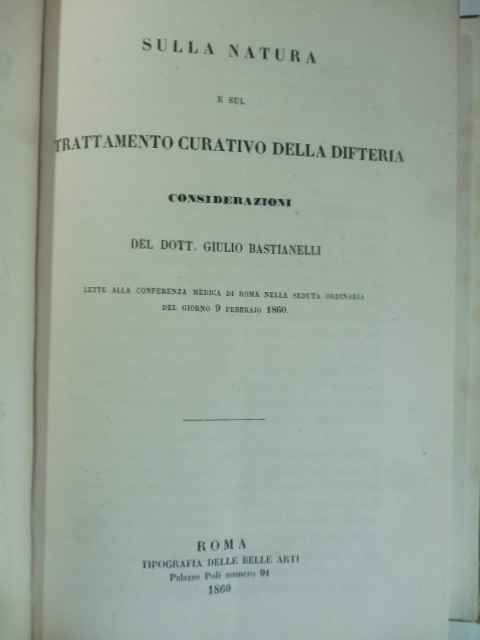 SULLA NATURA
E SUL
TRATTAMENTO CURATIVO DELLA DIFTERIA
CONSIDERAZIONI
DEL DOTT. GIULIO BASTIANELLI
LETTE ALLA CONFERENZA MEDICA DI ROMA NELLA SEDUTA ORDINARIA
DEL GIORNO 9 FEBBRAJO 1860.
ROMA
TIPOGRAFIA DELLE BELLE ARTI
Palazzo Poli numero 91
1860